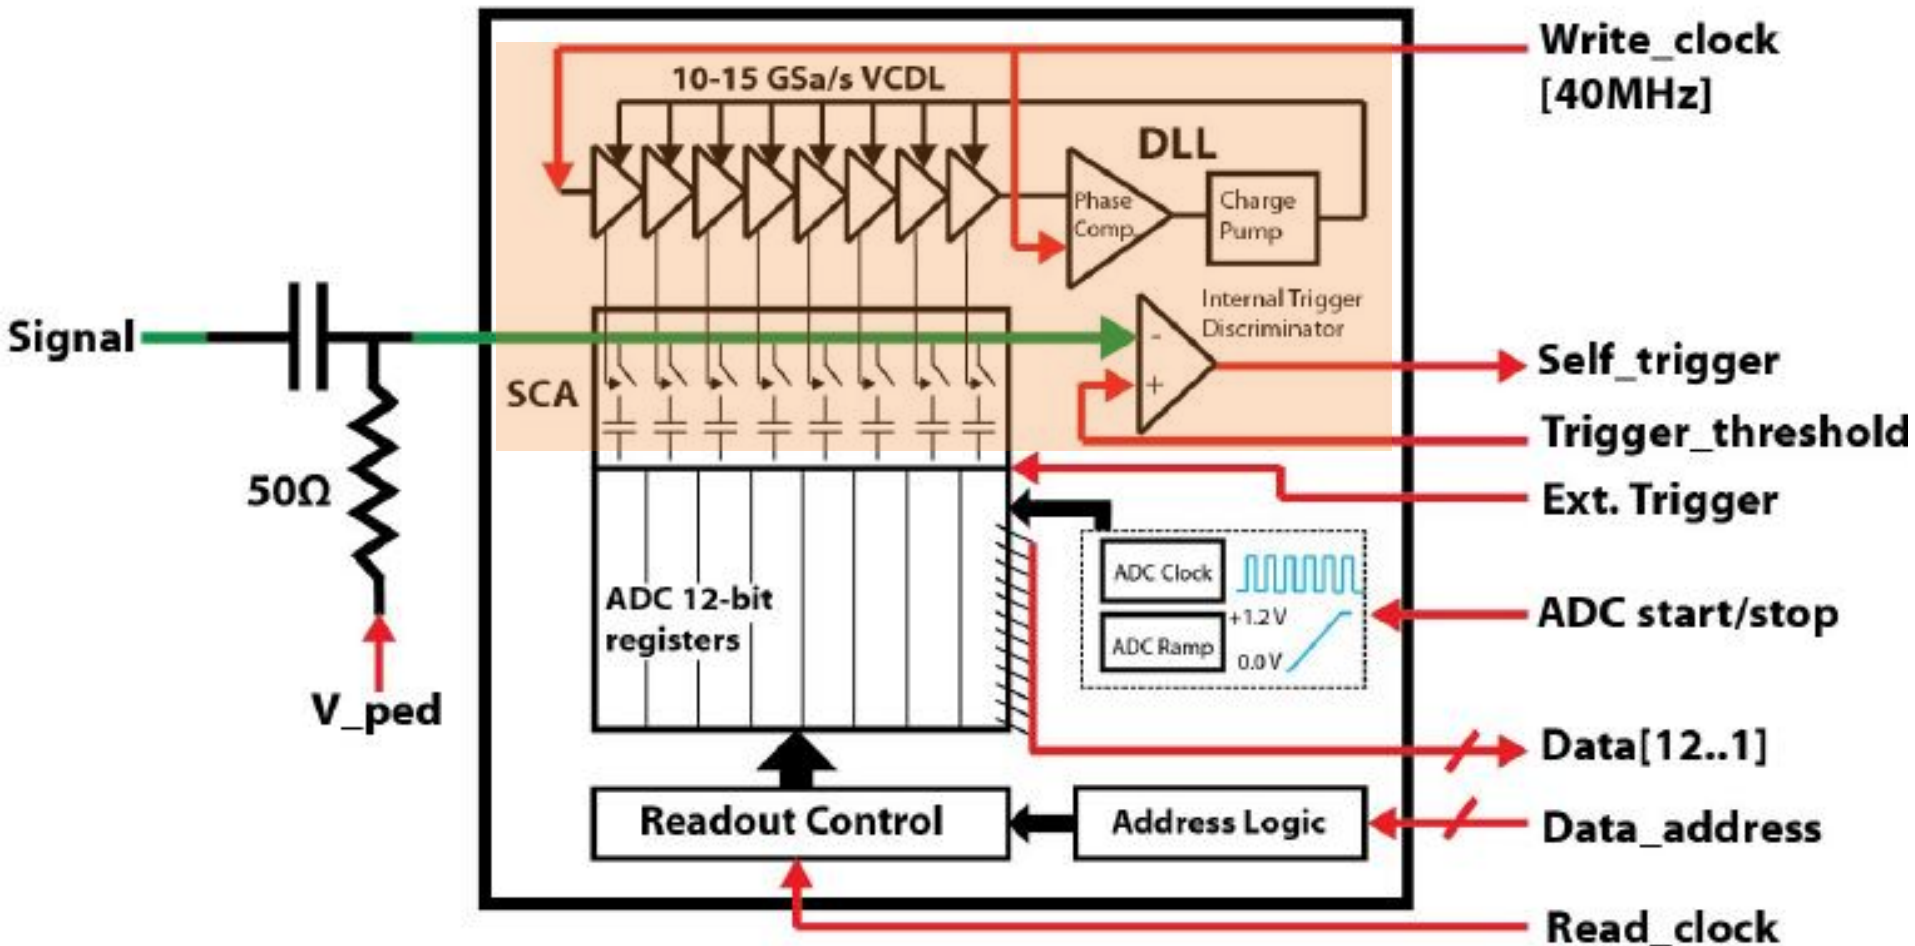 Write_clock
[40MHz]
10-15 GSa/s VCDL
DLL
Phase
Comp.
Charge
Pump
Internal Trigger
Discriminator
Signal
-
+
Self_trigger
SCA
Trigger_threshold
50Ω
Ext. Trigger
ADC Clock
ADC 12-bit
registers
+1.2 V
ADC start/stop
ADC Ramp
0.0 V
V_ped
Data[12..1]
Readout Control
Address Logic
Data_address
Read_clock